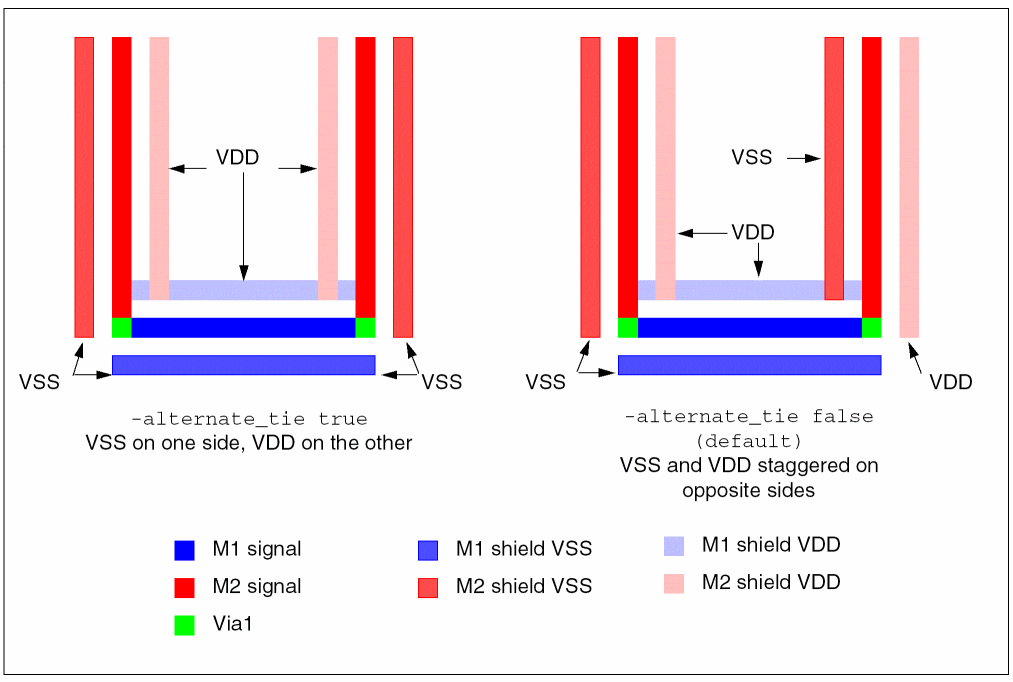 VDD
VSS
VSS
-alternate_tie true
VSS on one side, VDD on the other
VSS
VDD
VSS
VDD
-alternate_tie false
(default)
VSS and VDD staggered on
opposite sides
M1 signal
M2 signal
Via1
M1 shield VSS
M2 shield VSS
M1 shield VDD
M2 shield VDD